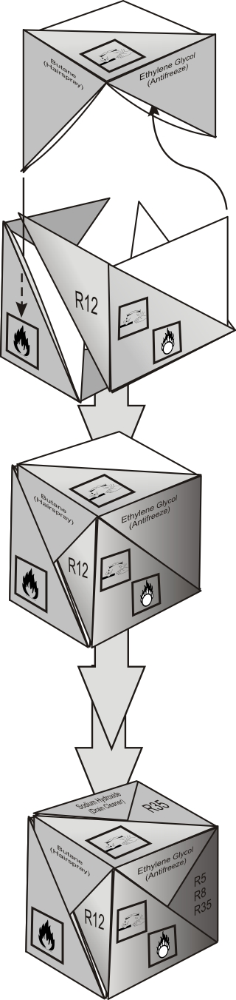 Butane
(Hairspray)
Ethylene Glycol
(Antifreeze)
R12
Butane
(Hairspray)
Ethylene Glycol
(Antifreeze)
R12
Sodium Hydroxide
(Drain Cleaner)
R35
Butane
(Hairspray)
Ethylene Glycol
(Antifreeze)
R5
R8
R35
R12